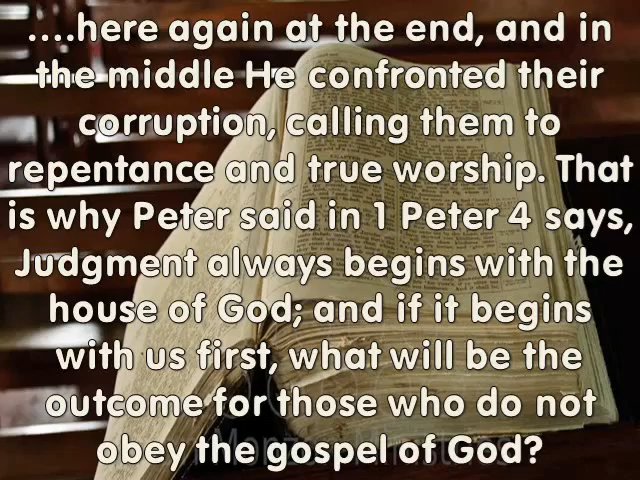 ....here again at the end, and in
the middle He confronted their
corruption, calling them to
repentance and true worship. That
is why Peter said in 1 Peter 4 says,
Judgment always begins with the
house of God; and if it begins
with us first, what will be the
outcome for those who do not
obey the gospel of God?